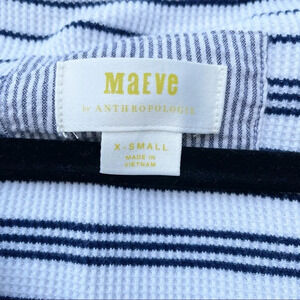 MAEVE
by ANTHROPOLOGIE
X-SMALL
MADE IN
VIETNAM